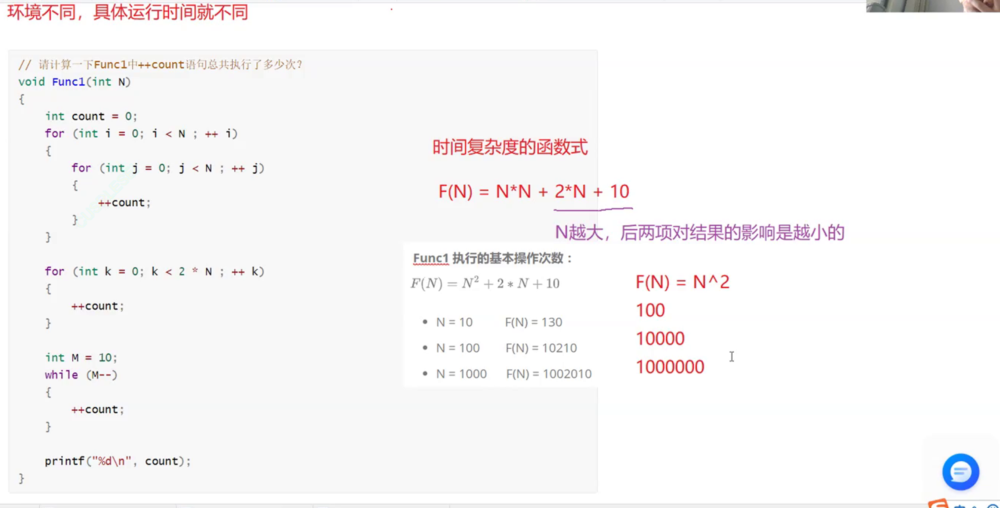 环境不同，具体运行时间就不同
// 请计算一下Func1中++count语句总共执行了多少次?
void Func1(int N)
{
    int count = 0;
    for (int i = 0; i < N ; ++ i)
    {
        for (int j = 0; j < N ; ++ j)
        {
            ++count;
        }
    }

    for (int k = 0; k < 2 * N ; ++ k)
    {
        ++count;
    }

    int M = 10;
    while (M--)
    {
        ++count;
    }

    printf("%d\n", count);
}
时间复杂度的函数式
F(N) = N*N + 2*N + 10
N越大，后两项对结果的影响是越小的
Func1 执行的基本操作次数：
F(N) = N² + 2 * N + 10
• N = 10 F(N) = 130
• N = 100 F(N) = 10210
• N = 1000 F(N) = 1002010
F(N) = N^2
100
10000
1000000